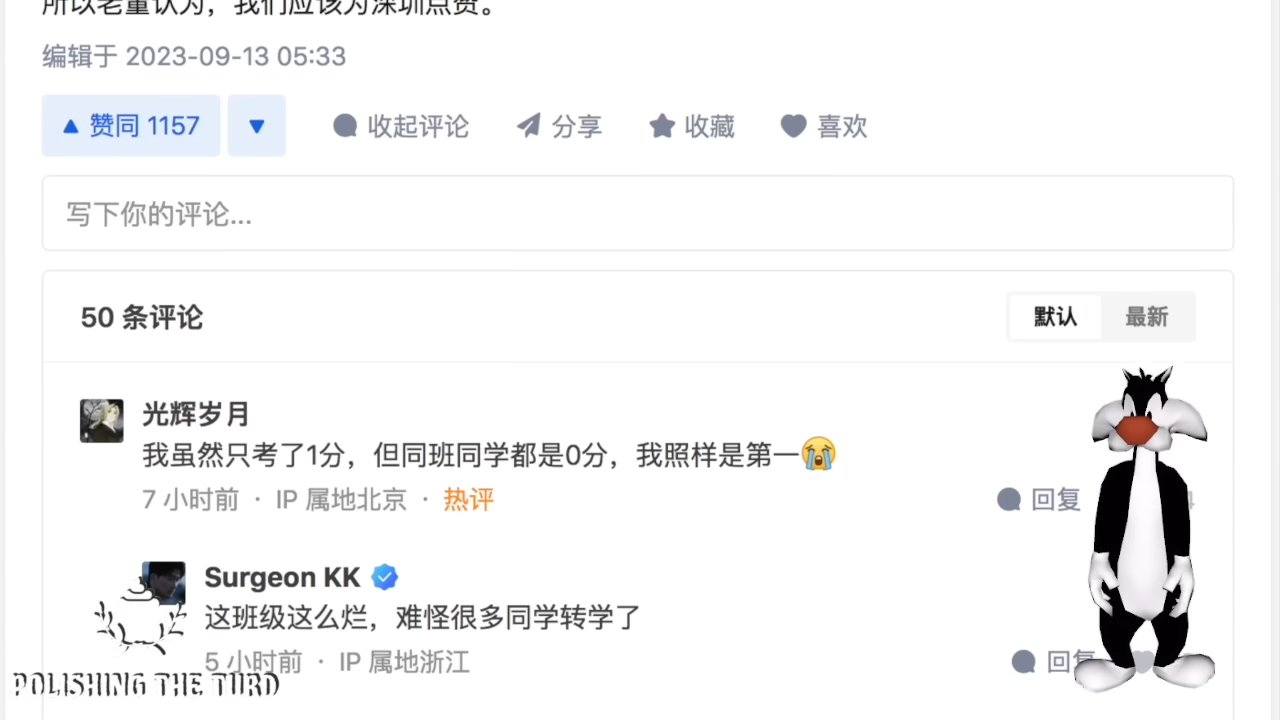 所以老董认为，我们应该为深圳点赞。
编辑于 2023-09-13 05:33
赞同 1157
收起评论
分享
收藏
喜欢
写下你的评论...
50 条评论
默认
最新
光辉岁月
我虽然只考了1分，但同班同学都是0分，我照样是第一😭
7 小时前 · IP 属地北京 · 热评
回复
Surgeon KK
这班级这么烂，难怪很多同学转学了
5 小时前 · IP 属地浙江
回复
POLISHING THE TURD